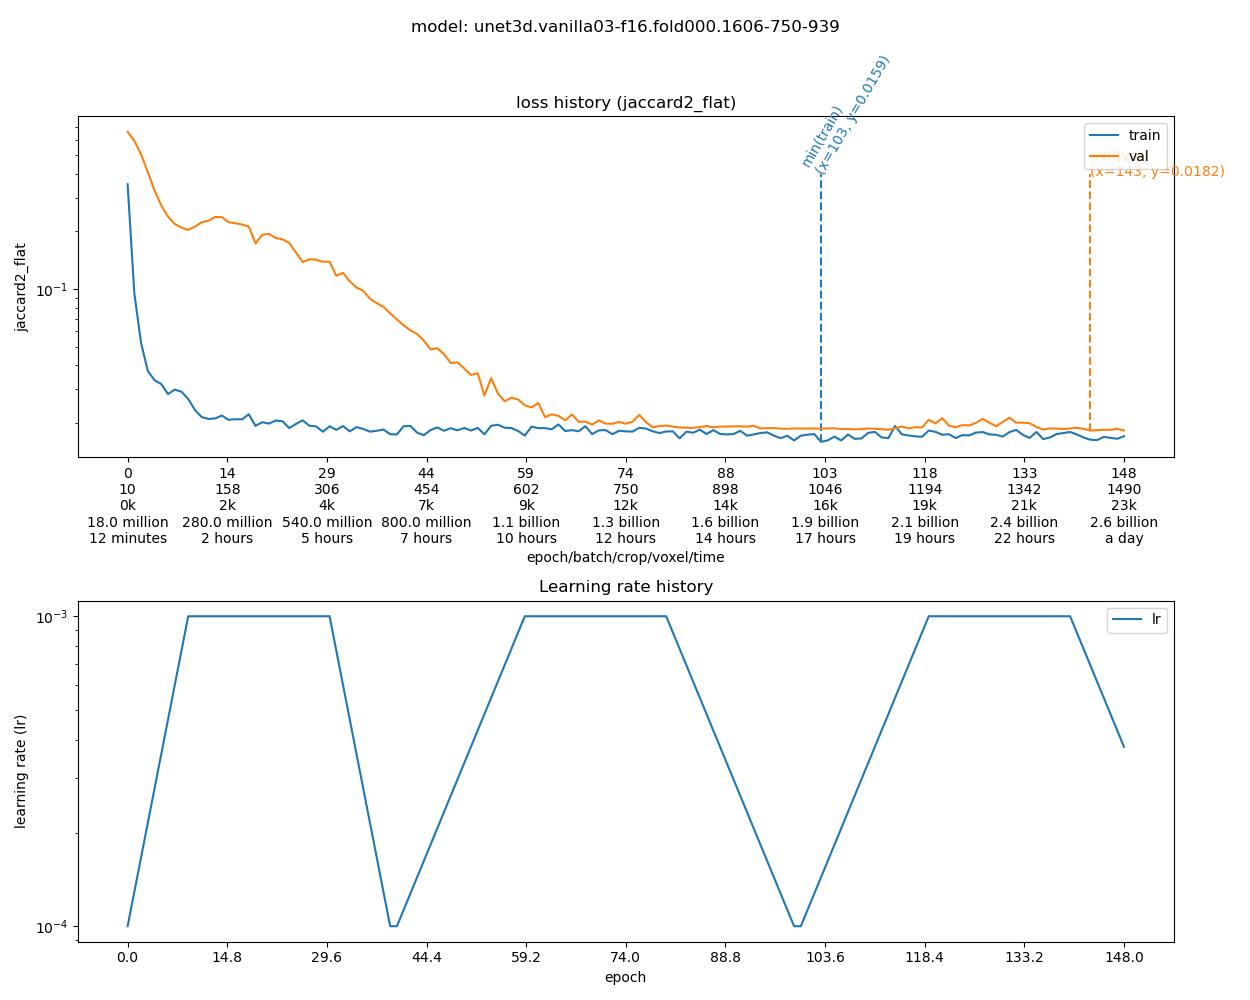 model: unet3d.vanilla03-f16.fold000.1606-750-939
loss history (jaccard2_flat)
min(train)
(x=103, y=0.0159)
train
val
(x=143, y=0.0182)
jaccard2_flat
10⁻¹
0 14 29 44 59 74 88 103 118 133 148
10 158 306 454 602 750 898 1046 1194 1342 1490
0k 2k 4k 7k 9k 12k 14k 16k 19k 21k 23k
18.0 million 280.0 million 540.0 million 800.0 million 1.1 billion 1.3 billion 1.6 billion 1.9 billion 2.1 billion 2.4 billion 2.6 billion
12 minutes 2 hours 5 hours 7 hours 10 hours 12 hours 14 hours 17 hours 19 hours 22 hours a day
epoch/batch/crop/voxel/time
Learning rate history
lr
learning rate (lr)
10⁻³
10⁻⁴
0.0 14.8 29.6 44.4 59.2 74.0 88.8 103.6 118.4 133.2 148.0
epoch